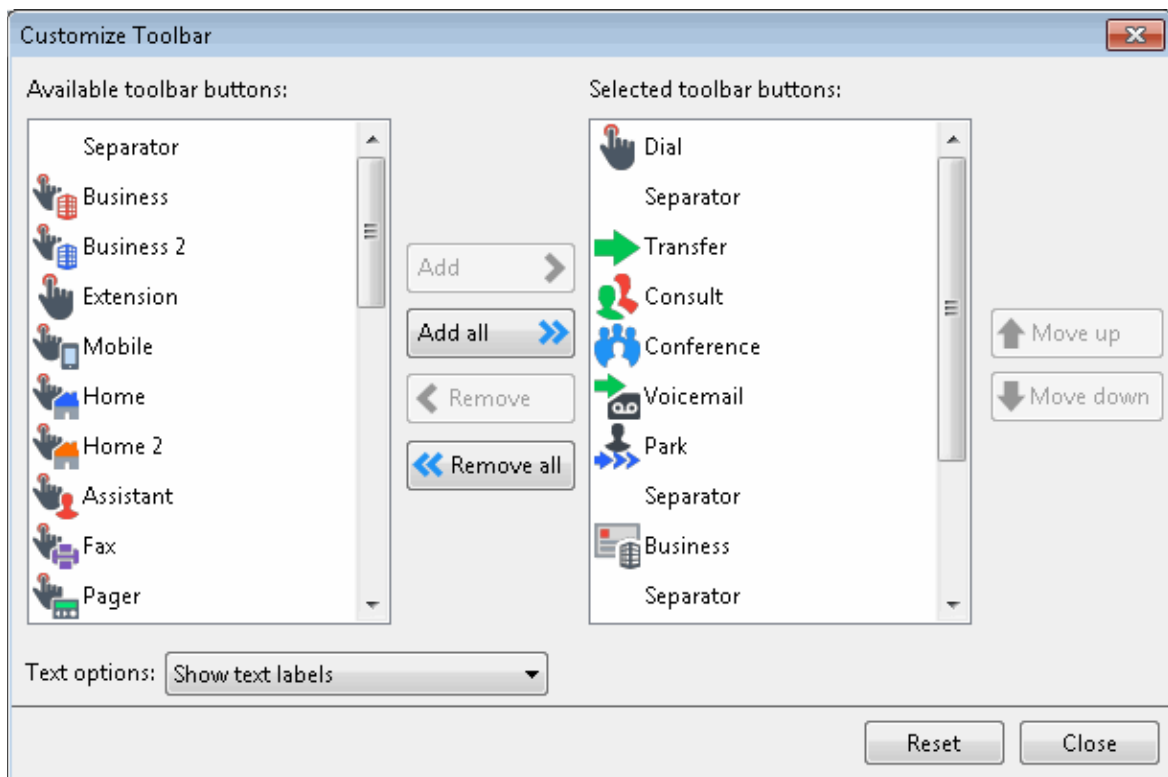 Customize Toolbar
Available toolbar buttons:
Separator
Business
Business 2
Extension
Mobile
Home
Home 2
Assistant
Fax
Pager
Add
Add all
Remove
Remove all
Selected toolbar buttons:
Dial
Separator
Transfer
Consult
Conference
Voicemail
Park
Separator
Business
Separator
Move up
Move down
Text options: Show text labels
Reset Close